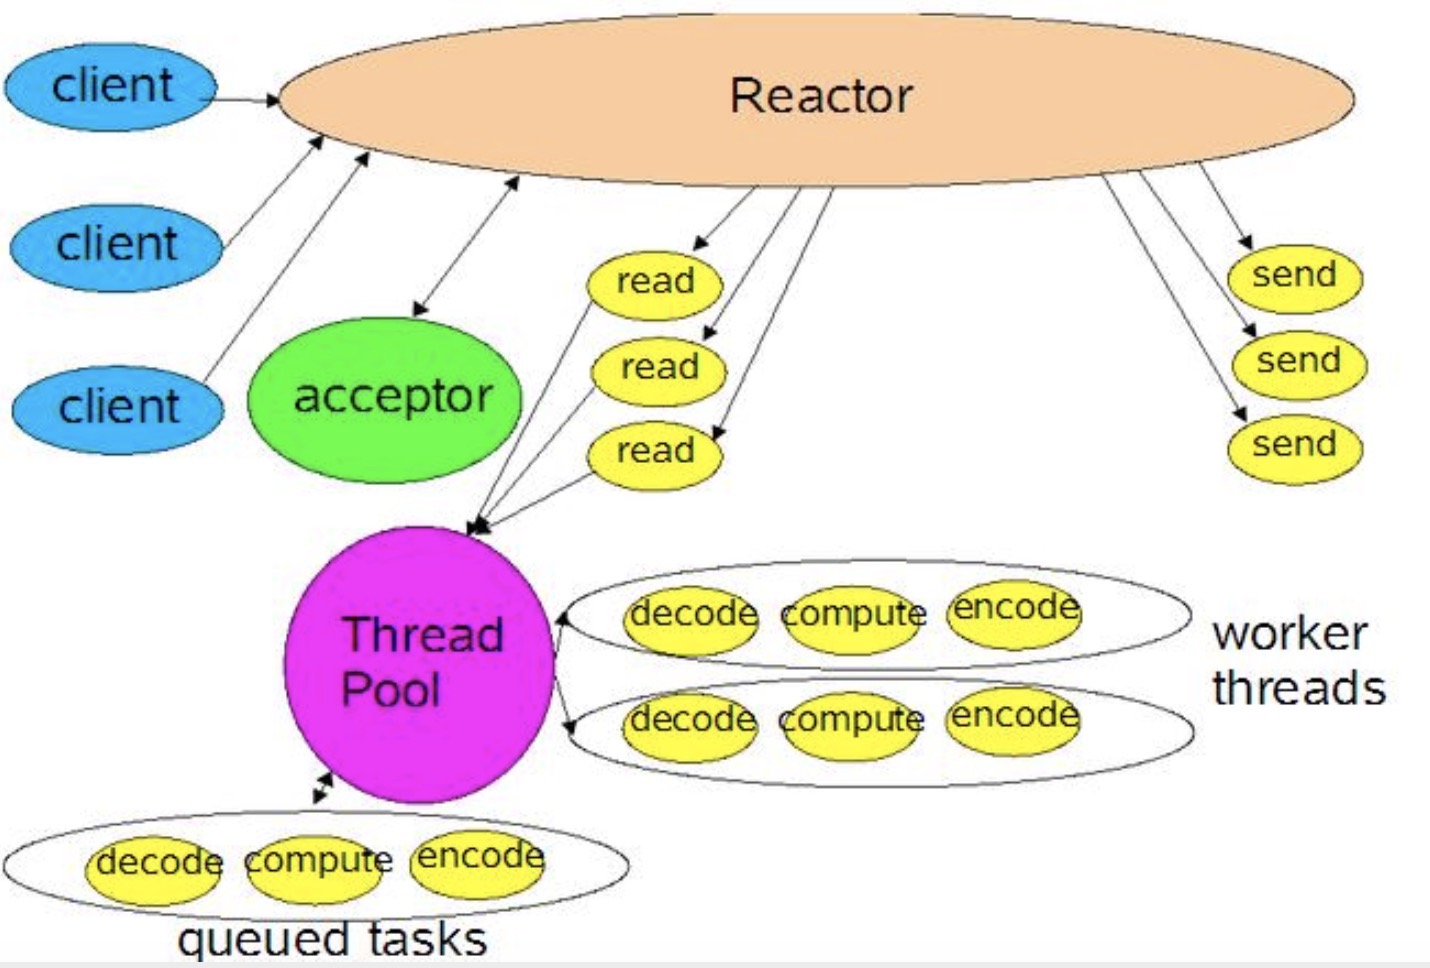 client
Reactor
client
client
acceptor
read
read
read
send
send
send
Thread
Pool
decode compute encode
decode compute encode
worker
threads
decode compute encode
queued tasks